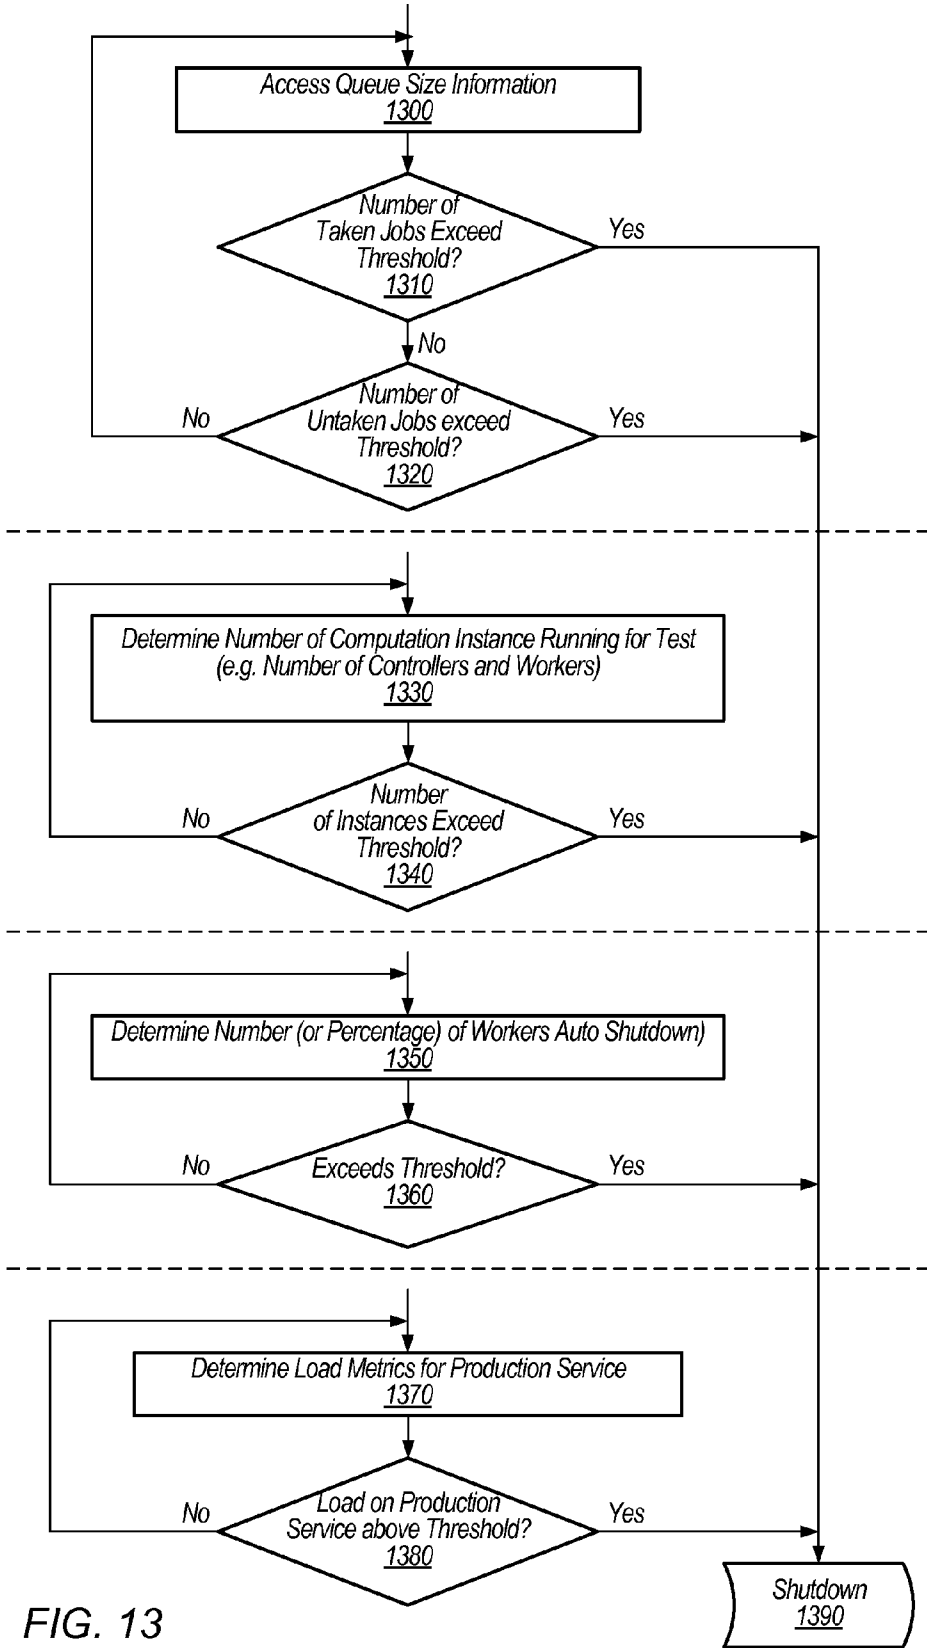 Access Queue Size Information
1300
Number of
Taken Jobs Exceed
Threshold?
1310
Yes
No
Number of
Untaken Jobs exceed
Threshold?
1320
No
Yes
Determine Number of Computation Instance Running for Test
(e.g. Number of Controllers and Workers)
1330
Number
of Instances Exceed
Threshold?
1340
No
Yes
Determine Number (or Percentage) of Workers Auto Shutdown)
1350
Exceeds Threshold?
1360
No
Yes
Determine Load Metrics for Production Service
1370
Load on Production
Service above Threshold?
1380
No
Yes
Shutdown
1390
FIG. 13